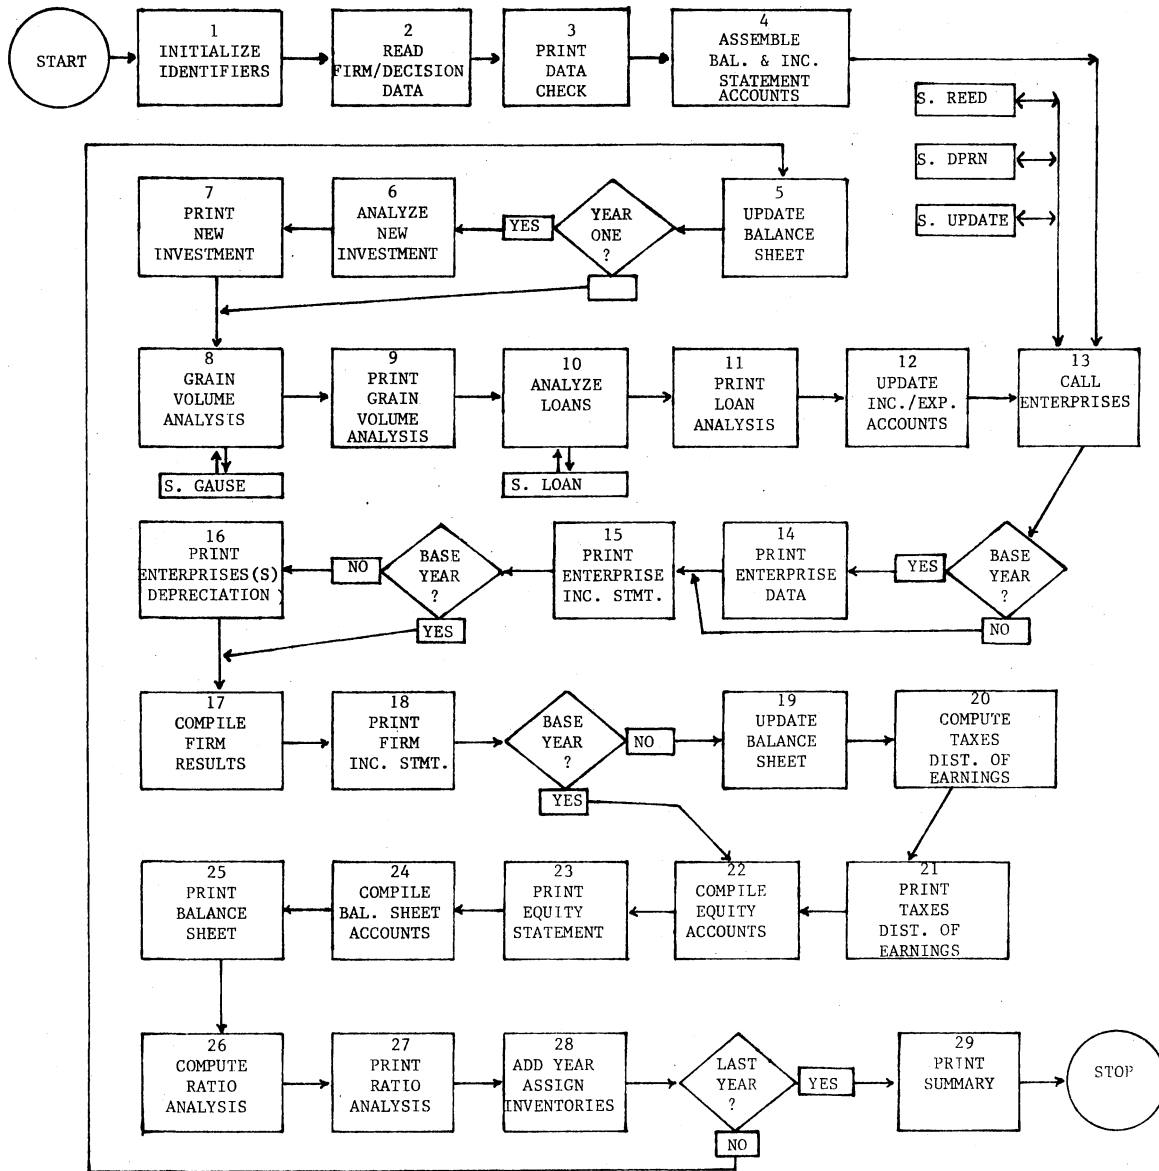 START
1
INITIALIZE
IDENTIFIERS
2
READ
FIRM/DECISION
DATA
3
PRINT
DATA
CHECK
4
ASSEMBLE
BAL. & INC.
STATEMENT
ACCOUNTS
S. REED
S. DPRN
S. UPDATE
7
PRINT
NEW
INVESTMENT
6
ANALYZE
NEW
INVESTMENT
YES
YEAR
ONE
?
5
UPDATE
BALANCE
SHEET
8
GRAIN
VOLUME
ANALYSIS
9
PRINT
GRAIN
VOLUME
ANALYSIS
10
ANALYZE
LOANS
11
PRINT
LOAN
ANALYSIS
12
UPDATE
INC./EXP.
ACCOUNTS
13
CALL
ENTERPRISES
S. GAUSE
S. LOAN
16
PRINT
ENTERPRISES(S)
DEPRECIATION )
NO
BASE
YEAR
?
YES
15
PRINT
ENTERPRISE
INC. STMT.
14
PRINT
ENTERPRISE
DATA
YES
BASE
YEAR
?
NO
17
COMPILE
FIRM
RESULTS
18
PRINT
FIRM
INC. STMT.
BASE
YEAR
?
NO
YES
19
UPDATE
BALANCE
SHEET
20
COMPUTE
TAXES
DIST. OF
EARNINGS
25
PRINT
BALANCE
SHEET
24
COMPILE
BAL. SHEET
ACCOUNTS
23
PRINT
EQUITY
STATEMENT
22
COMPILE
EQUITY
ACCOUNTS
21
PRINT
TAXES
DIST. OF
EARNINGS
26
COMPUTE
RATIO
ANALYSIS
27
PRINT
RATIO
ANALYSIS
28
ADD YEAR
ASSIGN
INVENTORIES
LAST
YEAR
?
YES
NO
29
PRINT
SUMMARY
STOP